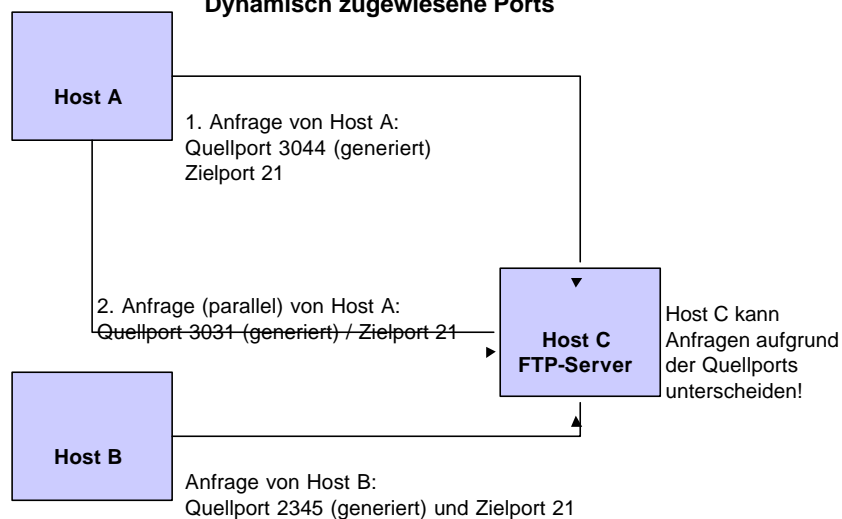 Dynamisch zugewiesene Ports
Host A
1. Anfrage von Host A:
Quellport 3044 (generiert)
Zielport 21
2. Anfrage (parallel) von Host A:
Quellport 3031 (generiert) / Zielport 21
Host C
FTP-Server
Host C kann
Anfragen aufgrund
der Quellports
unterscheiden!
Host B
Anfrage von Host B:
Quellport 2345 (generiert) und Zielport 21